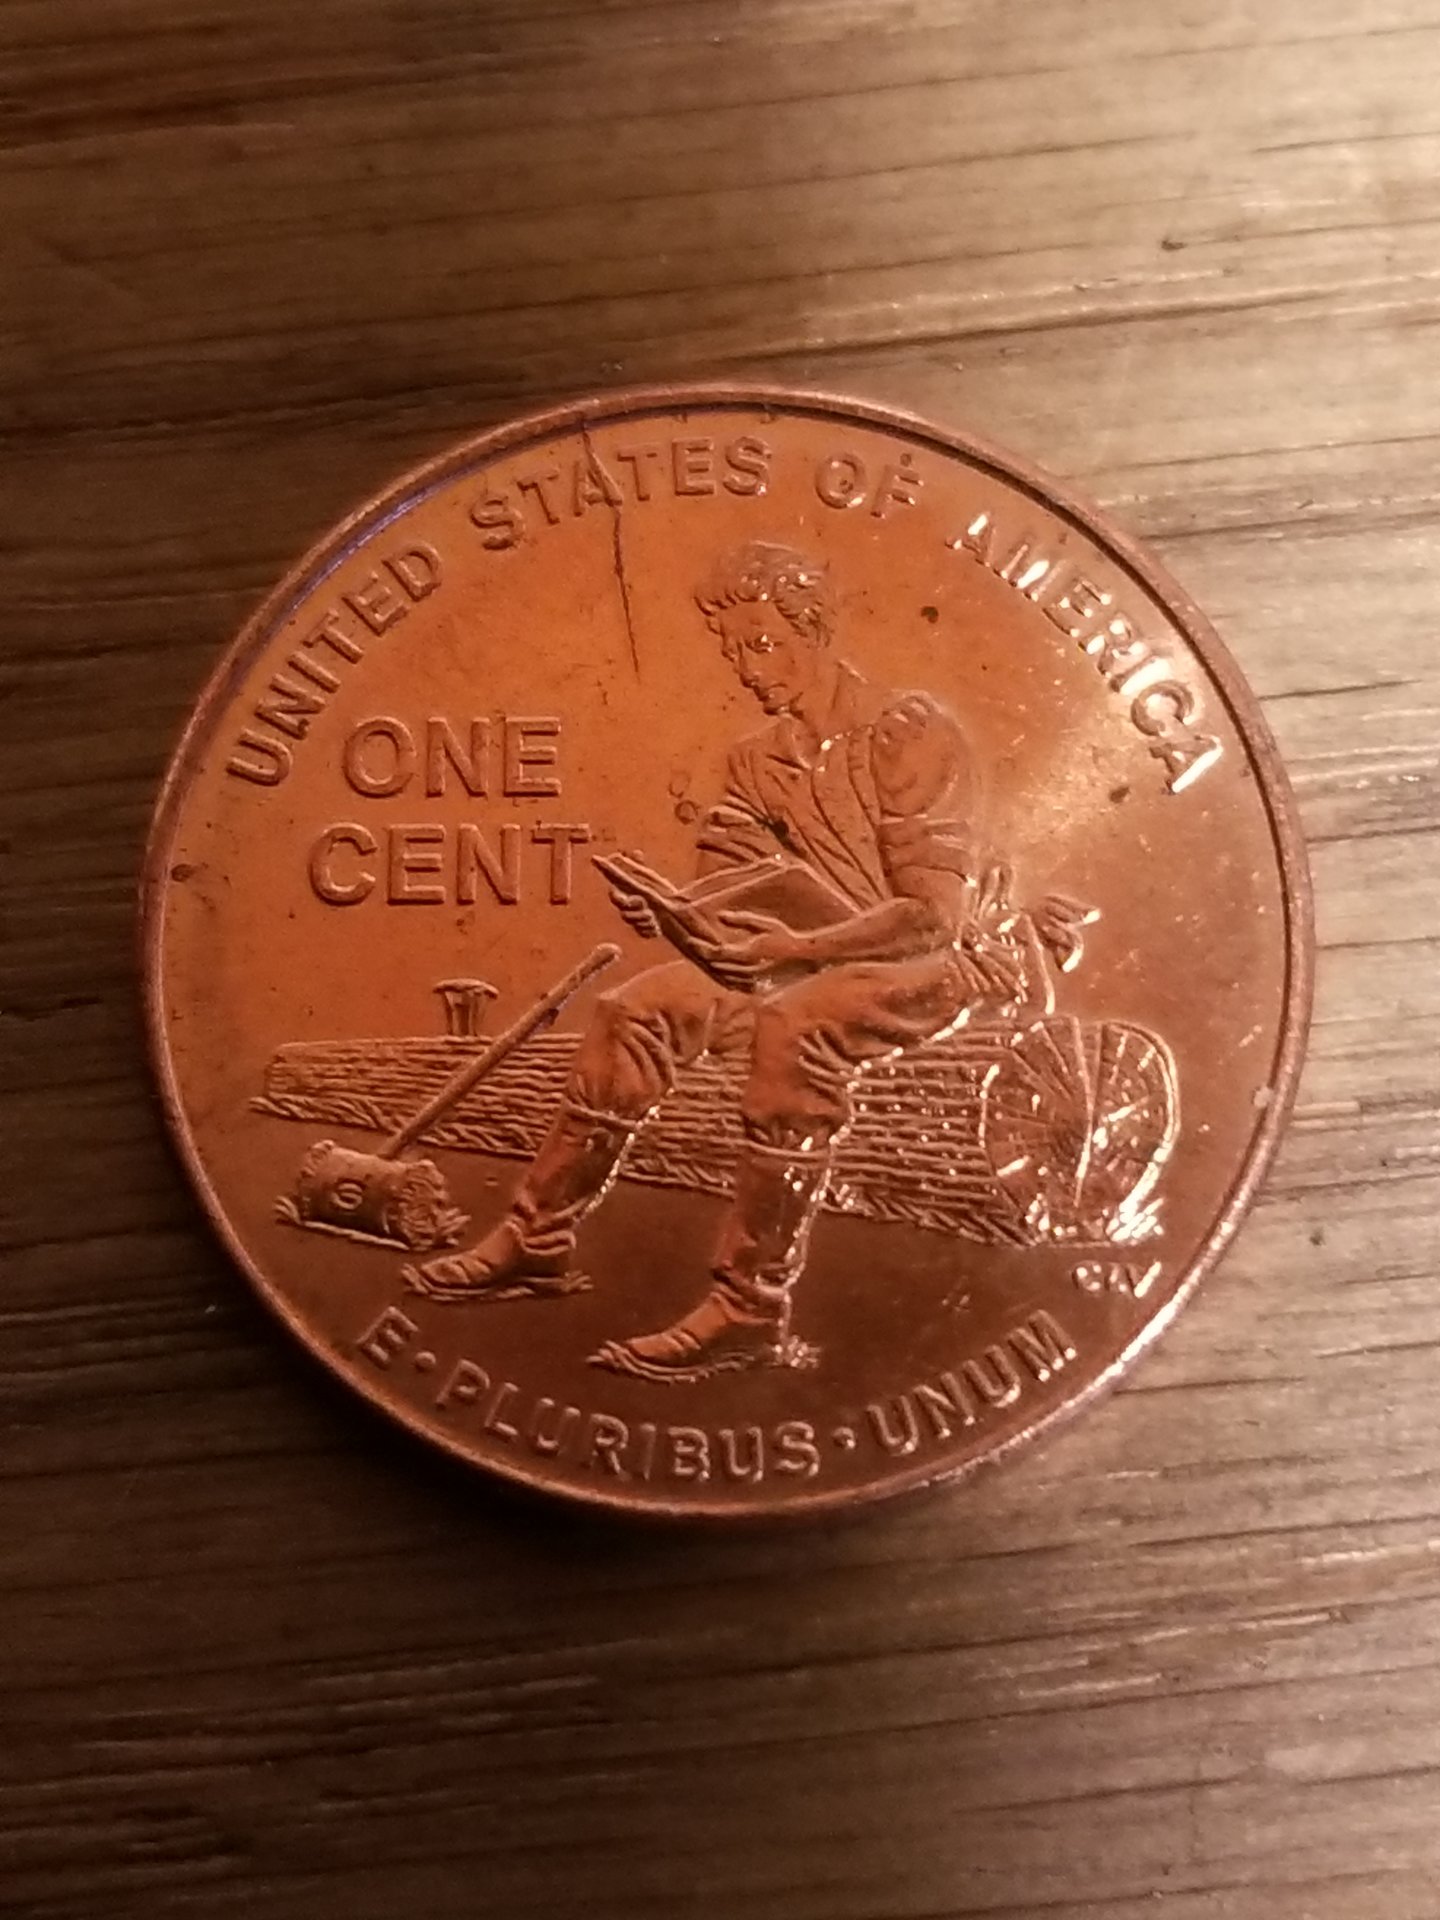 UNITED STATES OF AMERICA
ONE
CENT
E·PLURIBUS·UNUM